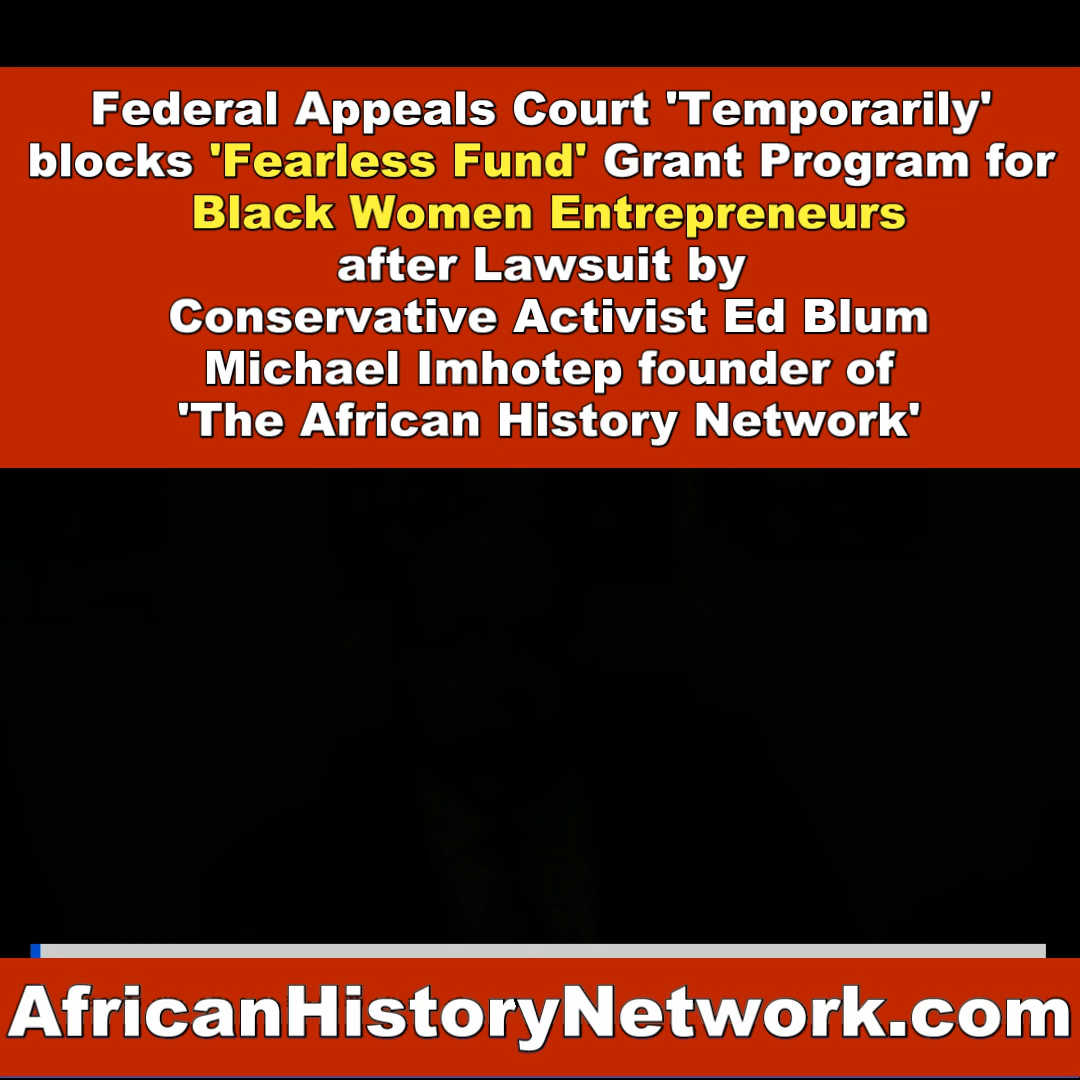 Federal Appeals Court 'Temporarily'
blocks 'Fearless Fund' Grant Program for
Black Women Entrepreneurs
after Lawsuit by
Conservative Activist Ed Blum
Michael Imhotep founder of
'The African History Network'
AfricanHistoryNetwork.com